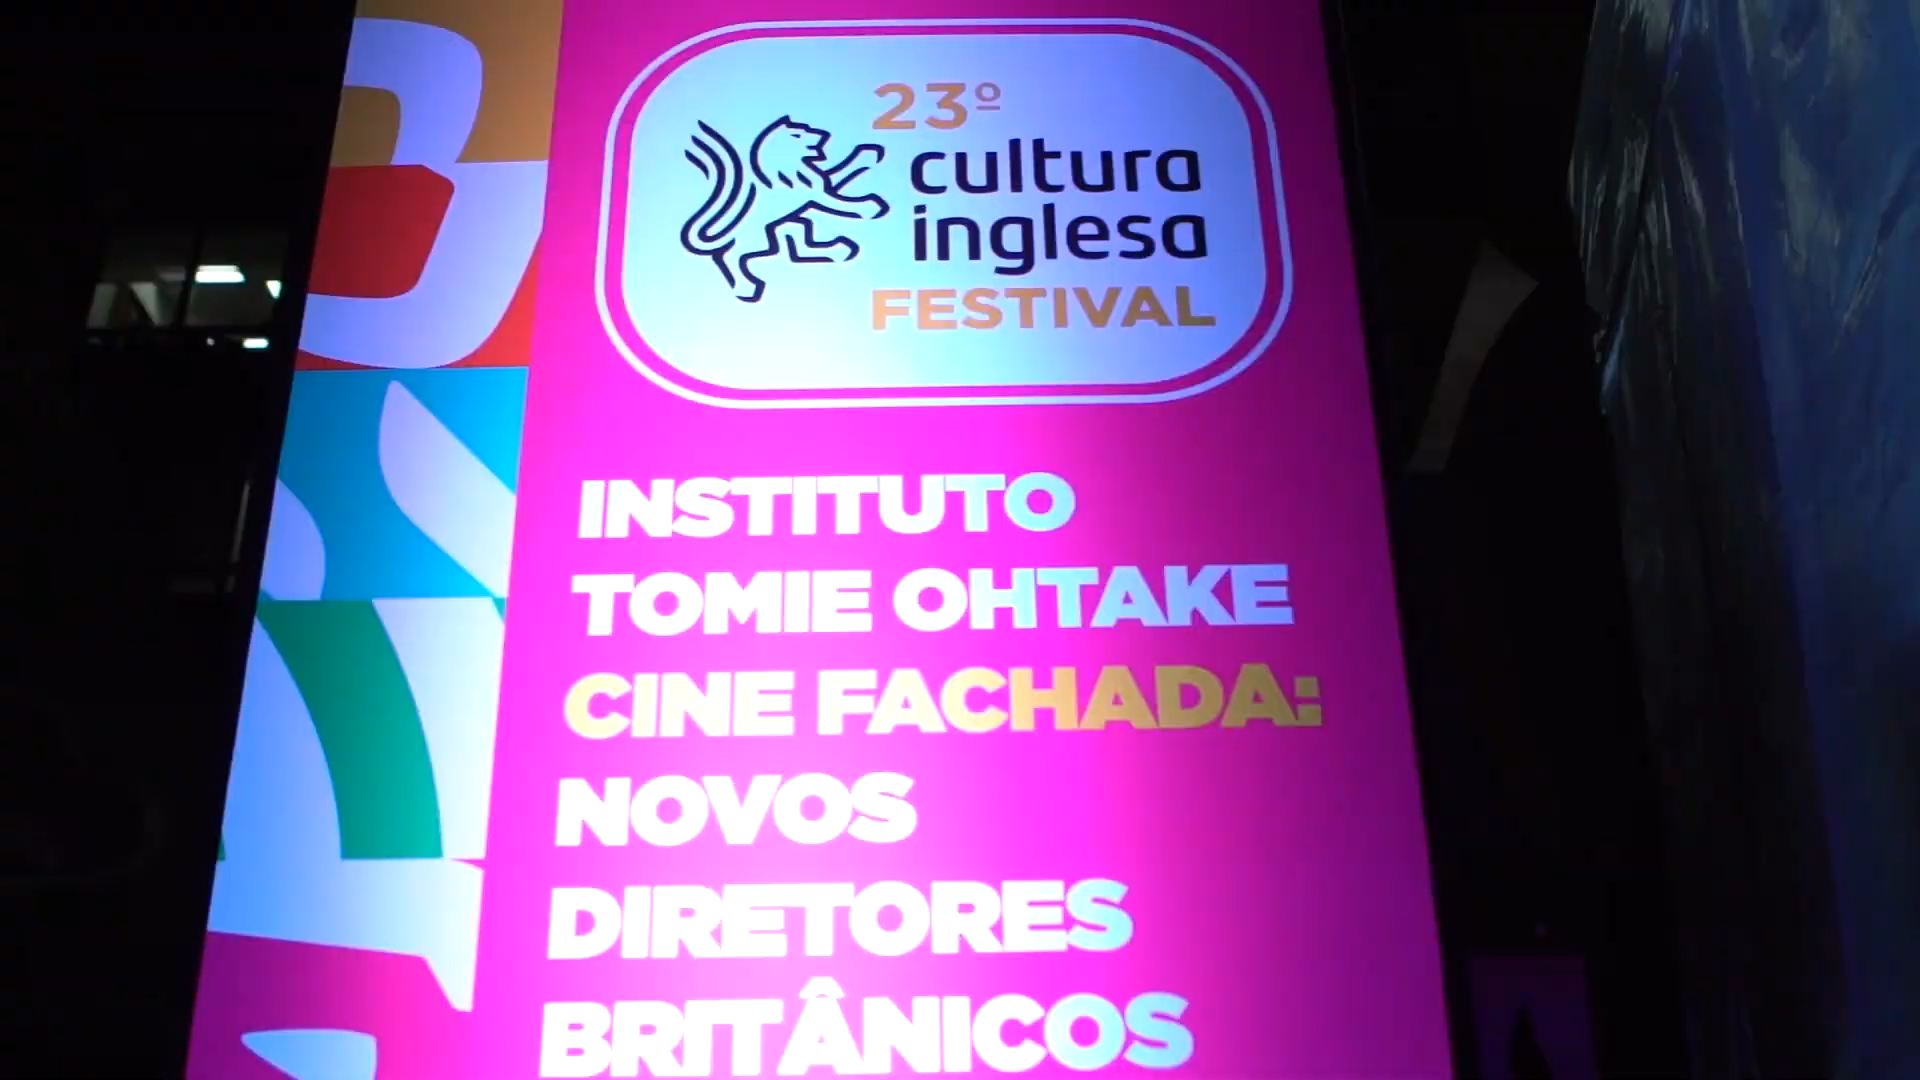 23º
cultura
inglesa
FESTIVAL
INSTITUTO
TOMIE OHTAKE
CINE FACHADA:
NOVOS
DIRETORES
BRITÂNICOS